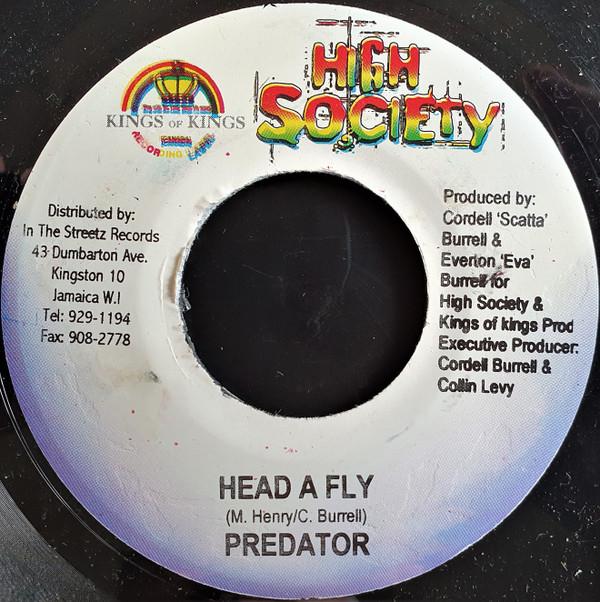 KINGS OF KINGS
RECORDING LABEL
HIGH
SOCIETY
Distributed by:
In The Streetz Records
43 Dumbarton Ave.
Kingston 10
Jamaica W.I
Tel: 929-1194
Fax: 908-2778
Produced by:
Cordell 'Scatta'
Burrell &
Everton 'Eva'
Burrell for
High Society &
Kings of kings Prod
Executive Producer:
Cordell Burrell &
Collin Levy
HEAD A FLY
(M. Henry/C. Burrell)
PREDATOR